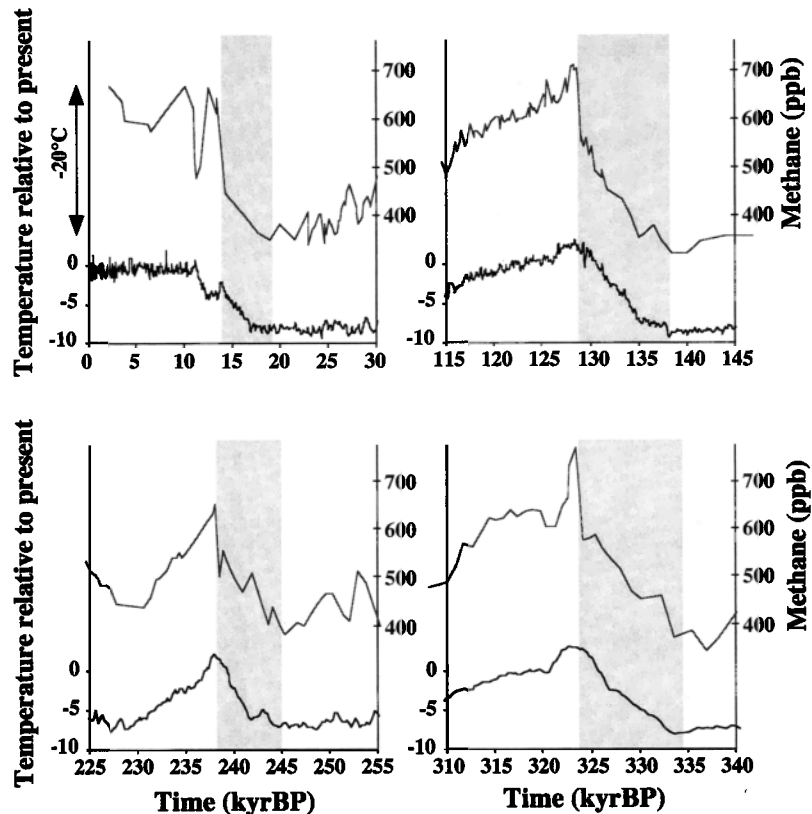 Temperature relative to present
-20°C
700
600
500
400
0
-5
-10
0 5 10 15 20 25 30
700
600
500
400
Methane (ppb)
0
-5
-10
115 120 125 130 135 140 145
Temperature relative to present
700
600
500
400
0
-5
-10
225 230 235 240 245 250 255
Time (kyrBP)
700
600
500
400
Methane (ppb)
0
-5
-10
310 315 320 325 330 335 340
Time (kyrBP)